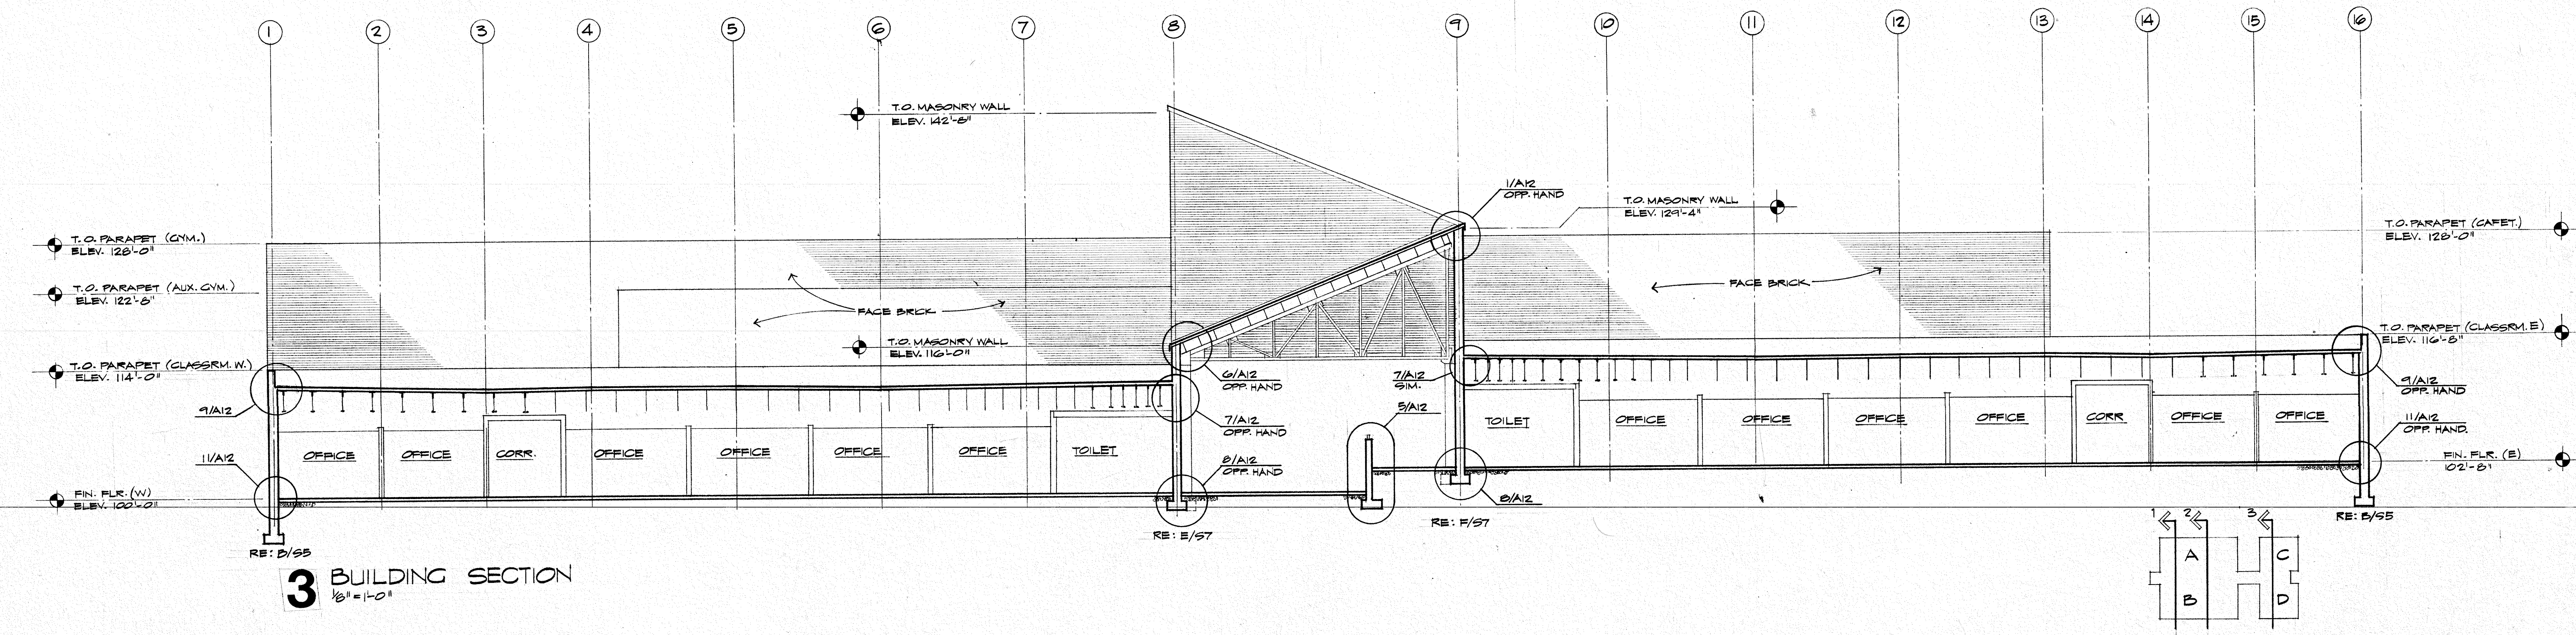 1 2 3 4 5 6 7 8 9 10 11 12 13 14 15 16
T.O. MASONRY WALL
ELEV. 142'-8"
1/A12
OPP. HAND
T.O. MASONRY WALL
ELEV. 129'-4"
T.O. PARAPET (GYM.)
ELEV. 128'-0"
T.O. PARAPET (CAFET.)
ELEV. 128'-0"
T.O. PARAPET (AUX. GYM.)
ELEV. 122'-8"
FACE BRICK
FACE BRICK
T.O. MASONRY WALL
ELEV. 116'-0"
T.O. PARAPET (CLASSRM. E)
ELEV. 116'-8"
T.O. PARAPET (CLASSRM. W.)
ELEV. 114'-0"
6/A12
OPP. HAND
7/A12
SIM.
9/A12
OPP. HAND
9/A12
7/A12
OPP. HAND
5/A12
11/A12
OPP. HAND.
TOILET OFFICE OFFICE OFFICE OFFICE CORR OFFICE OFFICE
OFFICE OFFICE CORR. OFFICE OFFICE OFFICE OFFICE TOILET
11/A12
8/A12
OPP. HAND
FIN. FLR. (E)
102'-8"
FIN. FLR. (W)
ELEV. 100'-0"
8/A12
RE: B/S5
RE: E/S7
RE: F/S7
RE: B/S5
3 BUILDING SECTION
1/8" = 1'-0"
1 2 3
A C
B D